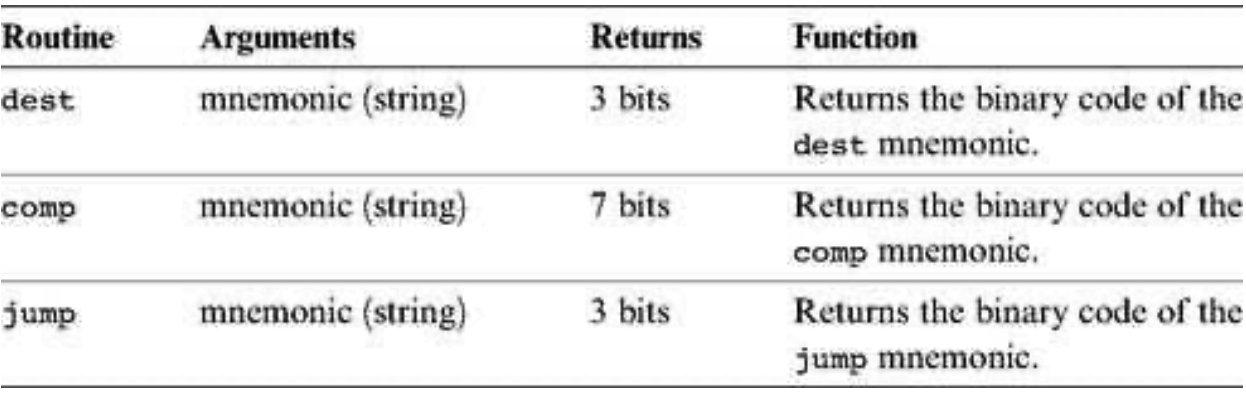 Routine Arguments Returns Function
dest mnemonic (string) 3 bits Returns the binary code of the
dest mnemonic.
comp mnemonic (string) 7 bits Returns the binary code of the
comp mnemonic.
jump mnemonic (string) 3 bits Returns the binary code of the
jump mnemonic.